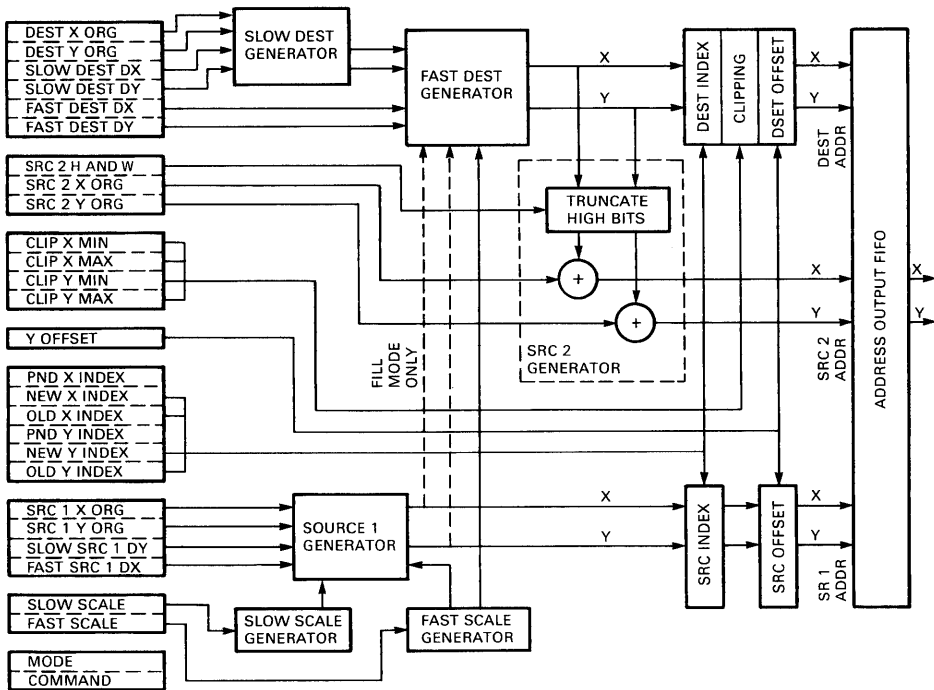 DEST X ORG
DEST Y ORG
SLOW DEST DX
SLOW DEST DY
FAST DEST DX
FAST DEST DY
SLOW DEST
GENERATOR
FAST DEST
GENERATOR
X
Y
DEST INDEX
CLIPPING
DSET OFFSET
X
Y
DEST
ADDR
SRC 2 H AND W
SRC 2 X ORG
SRC 2 Y ORG
TRUNCATE
HIGH BITS
+
+
SRC 2
GENERATOR
X
Y
SRC 2
ADDR
ADDRESS OUTPUT FIFO
X
Y
CLIP X MIN
CLIP X MAX
CLIP Y MIN
CLIP Y MAX
Y OFFSET
FILL
MODE
ONLY
PND X INDEX
NEW X INDEX
OLD X INDEX
PND Y INDEX
NEW Y INDEX
OLD Y INDEX
SRC 1 X ORG
SRC 1 Y ORG
SLOW SRC 1 DY
FAST SRC 1 DX
SOURCE 1
GENERATOR
X
Y
SRC INDEX
SRC OFFSET
X
Y
SR 1
ADDR
SLOW SCALE
FAST SCALE
SLOW SCALE
GENERATOR
FAST SCALE
GENERATOR
MODE
COMMAND